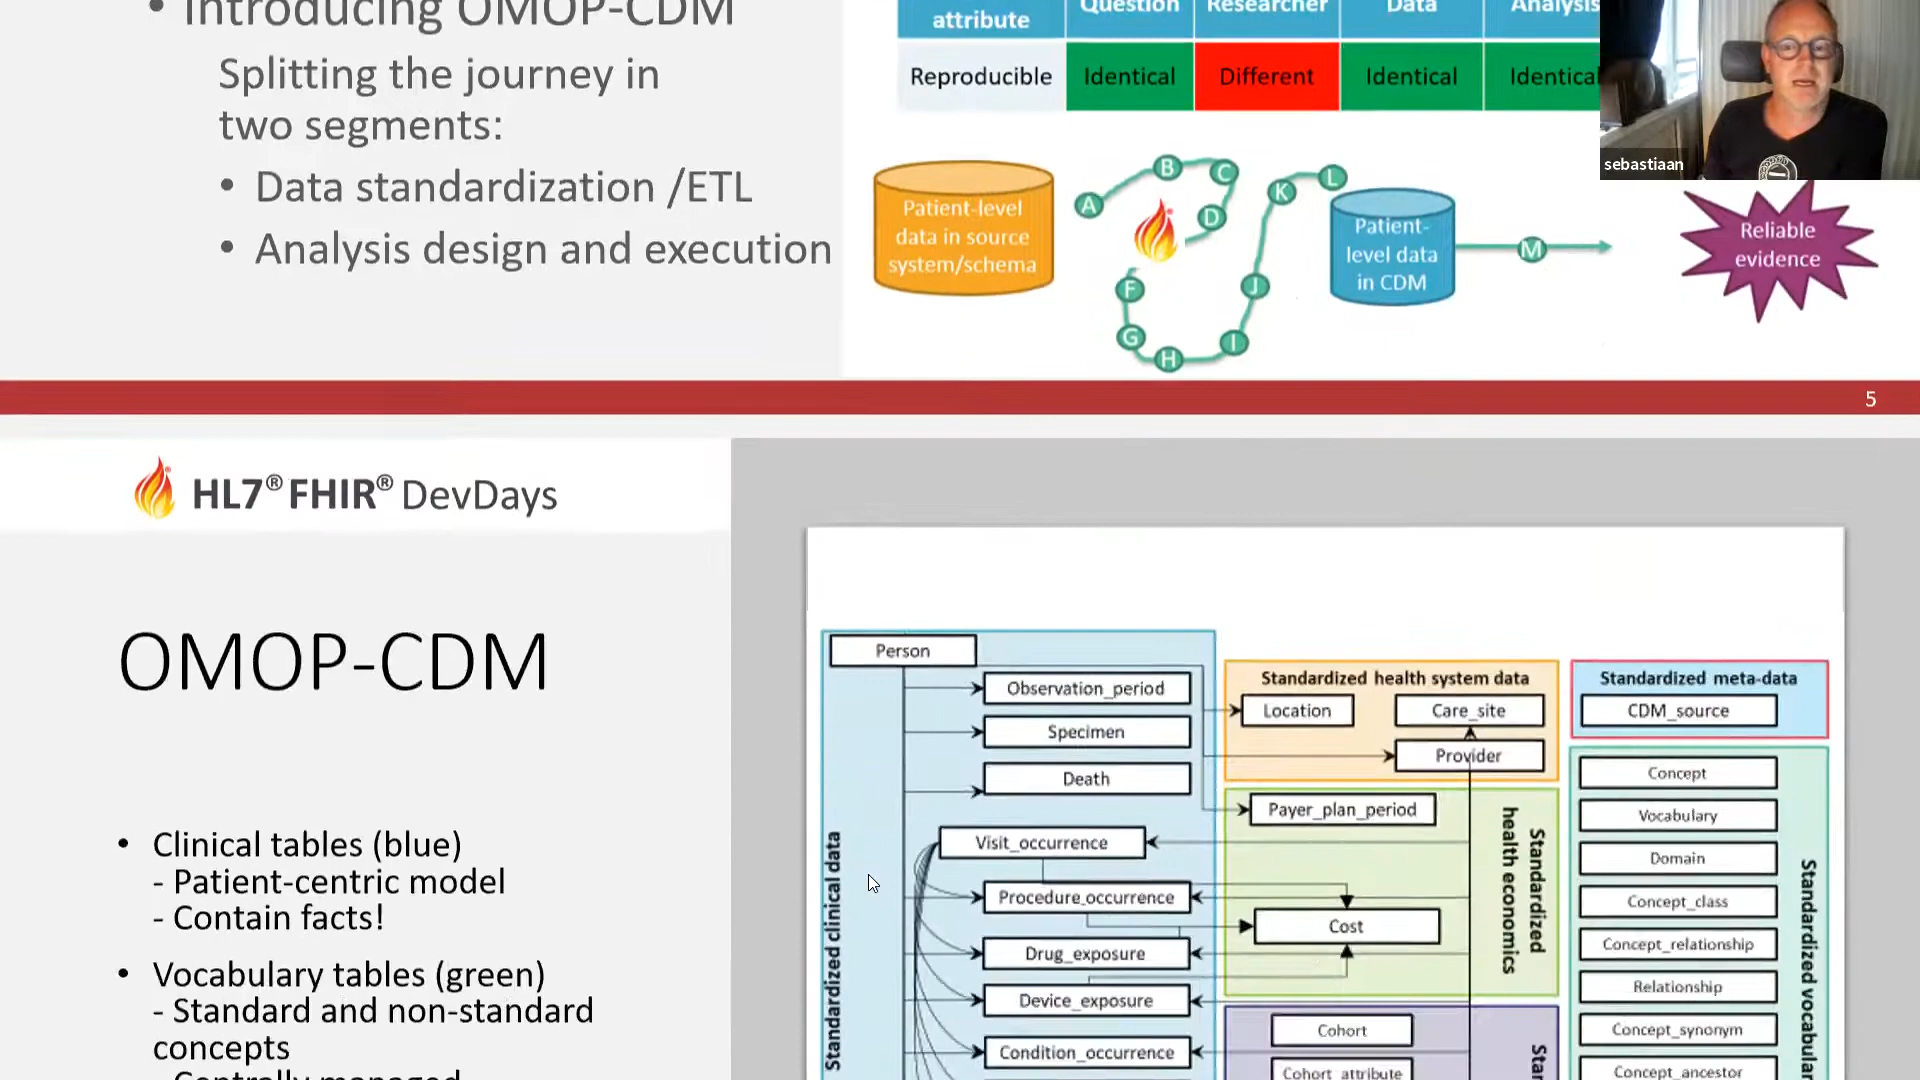 Introducing OMOP-CDM
Splitting the journey in
two segments:
• Data standardization /ETL
• Analysis design and execution
attribute
Question
Researcher
Data
Analysis
Reproducible
Identical
Different
Identical
Identical
sebastiaan
Patient-level
data in source
system/schema
A
B
C
D
F
G
H
I
J
K
L
Patient-
level data
in CDM
M
Reliable
evidence
5
HL7® FHIR® DevDays
OMOP-CDM
• Clinical tables (blue)
- Patient-centric model
- Contain facts!
• Vocabulary tables (green)
- Standard and non-standard
concepts
- Centrally managed
Standardized clinical data
Person
Observation_period
Specimen
Death
Visit_occurrence
Procedure_occurrence
Drug_exposure
Device_exposure
Condition_occurrence
Standardized health system data
Location
Care_site
Provider
Payer_plan_period
Cost
Standardized
health economics
Cohort
Cohort_attribute
Standardized meta-data
CDM_source
Concept
Vocabulary
Domain
Concept_class
Concept_relationship
Relationship
Concept_synonym
Concept_ancestor